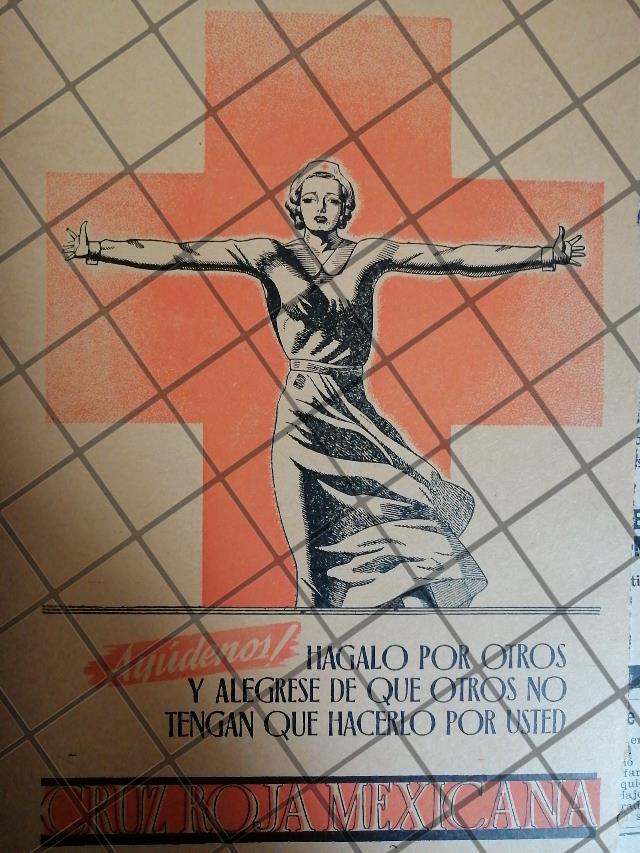 Ayúdenos!
HAGALO POR OTROS
Y ALEGRESE DE QUE OTROS NO
TENGAN QUE HACERLO POR USTED
CRUZ ROJA MEXICANA